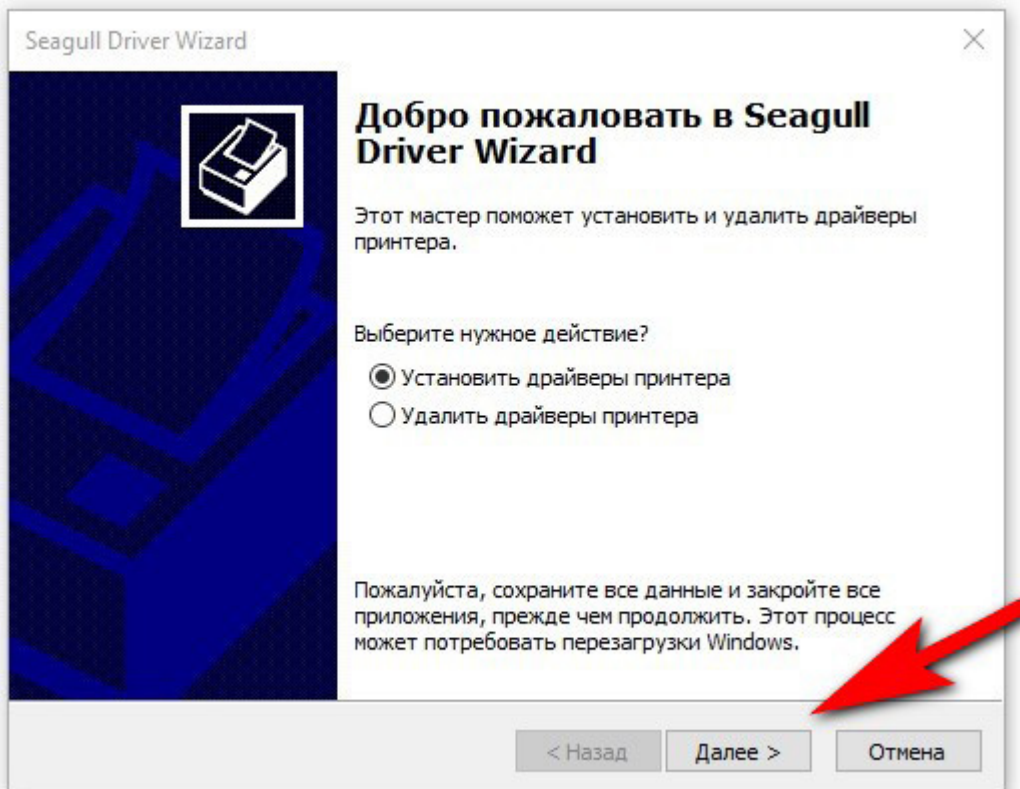 Seagull Driver Wizard
Добро пожаловать в Seagull
Driver Wizard
Этот мастер поможет установить и удалить драйверы
принтера.
Выберите нужное действие?
Установить драйверы принтера
Удалить драйверы принтера
Пожалуйста, сохраните все данные и закройте все
приложения, прежде чем продолжить. Этот процесс
может потребовать перезагрузки Windows.
< Назад
Далее >
Отмена